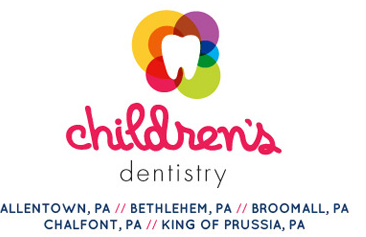 children's
dentistry
ALLENTOWN, PA // BETHLEHEM, PA // BROOMALL, PA
CHALFONT, PA // KING OF PRUSSIA, PA